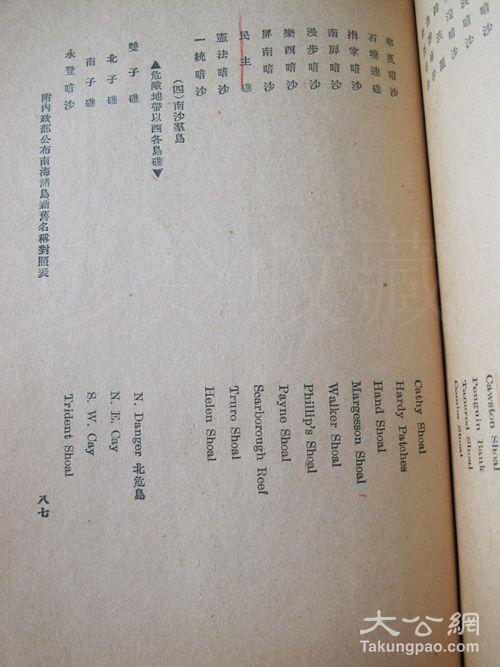 Cawston Shoal
Penguin Bank
Tancred Shoal
Combe Shoal
華夏暗沙 Cathy Shoal
石塘連礁 Hardy Patches
指掌暗沙 Hand Shoal
南扉暗沙 Margesson Shoal
漫步暗沙 Walker Shoal
樂西暗沙 Phillip's Shoal
屏南暗沙 Payne Shoal
民主礁 Scarborough Reef
憲法暗沙 Truro Shoal
一統暗沙 Helen Shoal
(四)南沙羣島
▲危險地帶以西各島礁▼
雙子礁 N. Danger 北危島
北子礁 N. E. Cay
南子礁 S. W. Cay
永登暗沙 Trident Shoal
附內政部公布南海諸島新舊名稱對照表
八七
大公網
Takungpao.com